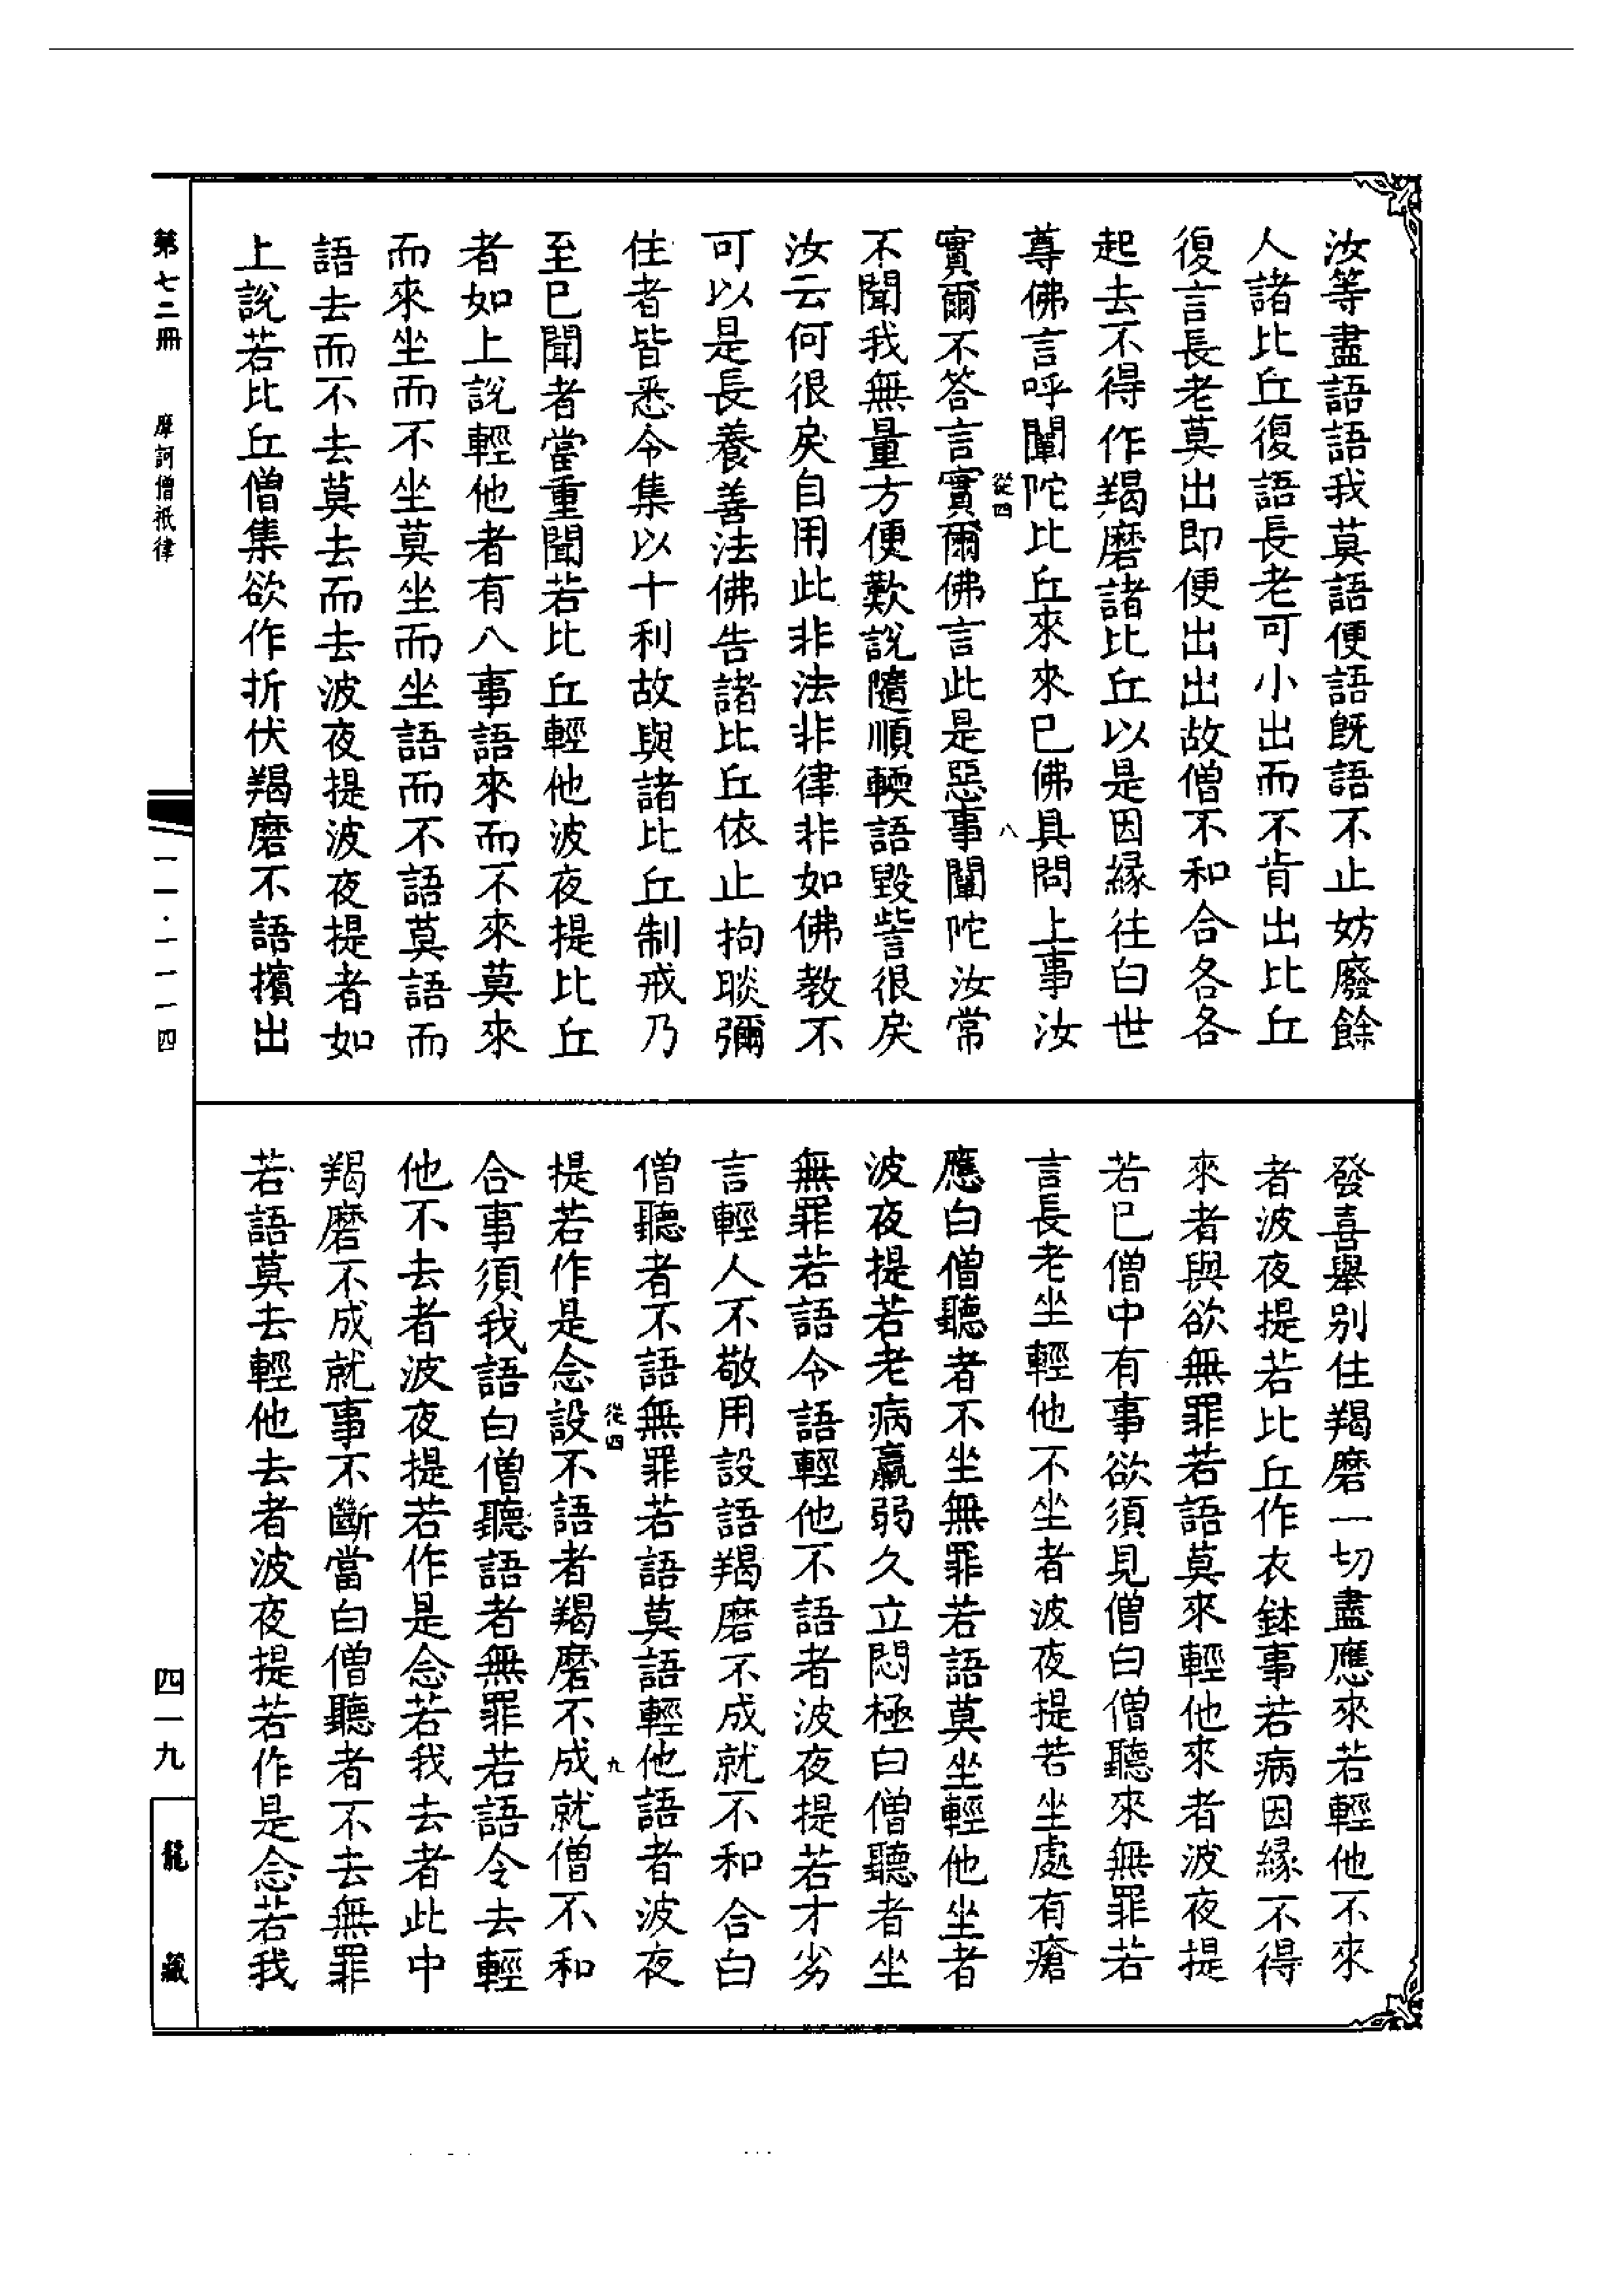 汝等盡語語我莫語便語既語不止妨廢餘
人諸比丘復語長老可小出而不肯出比丘
復言長老莫出即便出出故僧不和合各各
起去不得作羯磨諸比丘以是因緣往白世
尊佛言呼闡陀比丘來來已佛具問上事汝
從四
八
實爾不答言實爾佛言此是惡事闡陀汝常
不聞我無量方便歎說隨順輭語毀訾很戾
汝云何很戾自用此非法非律非如佛教不
可以是長養善法佛告諸比丘依止拘睒彌
住者皆悉令集以十利故與諸比丘制戒乃
至已聞者當重聞若比丘輕他波夜提比丘
者如上說輕他者有八事語來而不來莫來
而來坐而不坐莫坐而坐語而不語莫語而
語去而不去莫去而去波夜提波夜提者如
上說若比丘僧集欲作折伏羯磨不語擯出
發喜舉別住羯磨一切盡應來若輕他不來
者波夜提若比丘作衣鉢事若病因緣不得
來者與欲無罪若語莫來輕他來者波夜提
若已僧中有事欲須見僧白僧聽來無罪若
言長老坐輕他不坐者波夜提若坐處有瘡
應白僧聽者不坐無罪若語莫坐輕他坐者
波夜提若老病羸弱久立悶極白僧聽者坐
無罪若語令語輕他不語者波夜提若才劣
言輕人不敬用設語羯磨不成就不和合白
僧聽者不語無罪若語莫語輕他語者波夜
從四
九
提若作是念設不語者羯磨不成就僧不和
合事須我語白僧聽語者無罪若語令去輕
他不去者波夜提若作是念若我去者此中
羯磨不成就事不斷當白僧聽者不去無罪
若語莫去輕他去者波夜提若作是念若我
第七二冊
摩訶僧祇律
一一·一一一四
四一九
龍藏